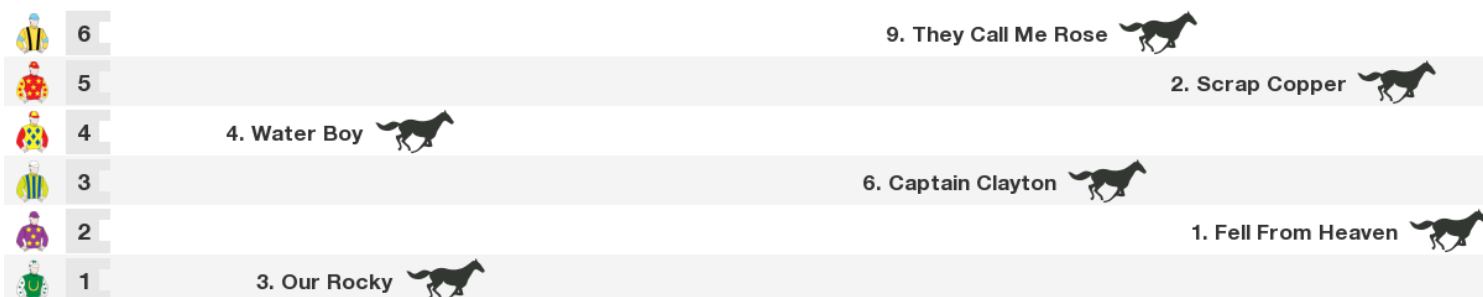 6 9. They Call Me Rose
5 2. Scrap Copper
4 4. Water Boy
3 6. Captain Clayton
2 1. Fell From Heaven
1 3. Our Rocky